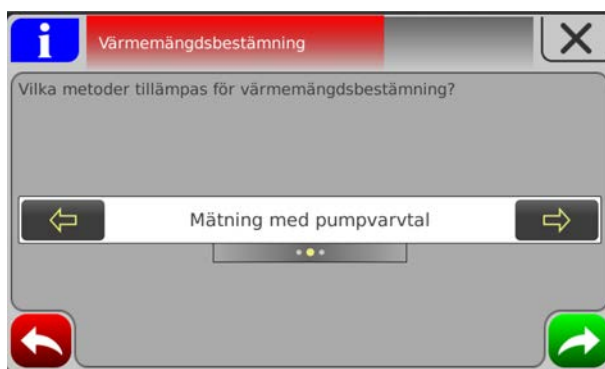 i
Värmemängdsbestämning
Vilka metoder tillämpas för värmemängdsbestämning?
Mätning med pumpvarvtal